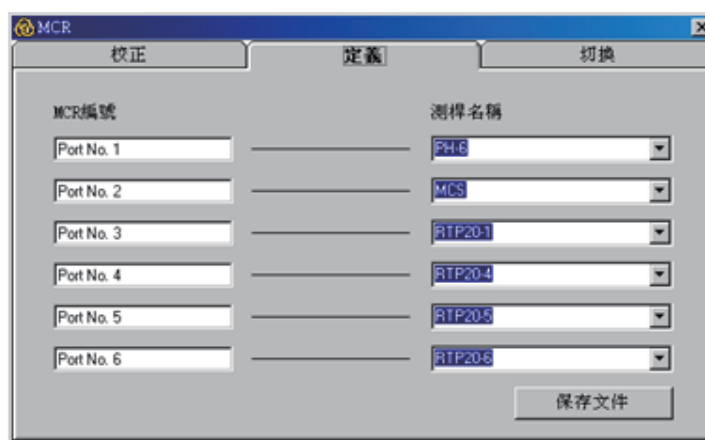 MCR
校正 定義 切換
MCR編號 測桿名稱
Port No. 1 PH-6
Port No. 2 MCS
Port No. 3 RTP20-1
Port No. 4 RTP20-4
Port No. 5 RTP20-5
Port No. 6 RTP20-6
保存文件